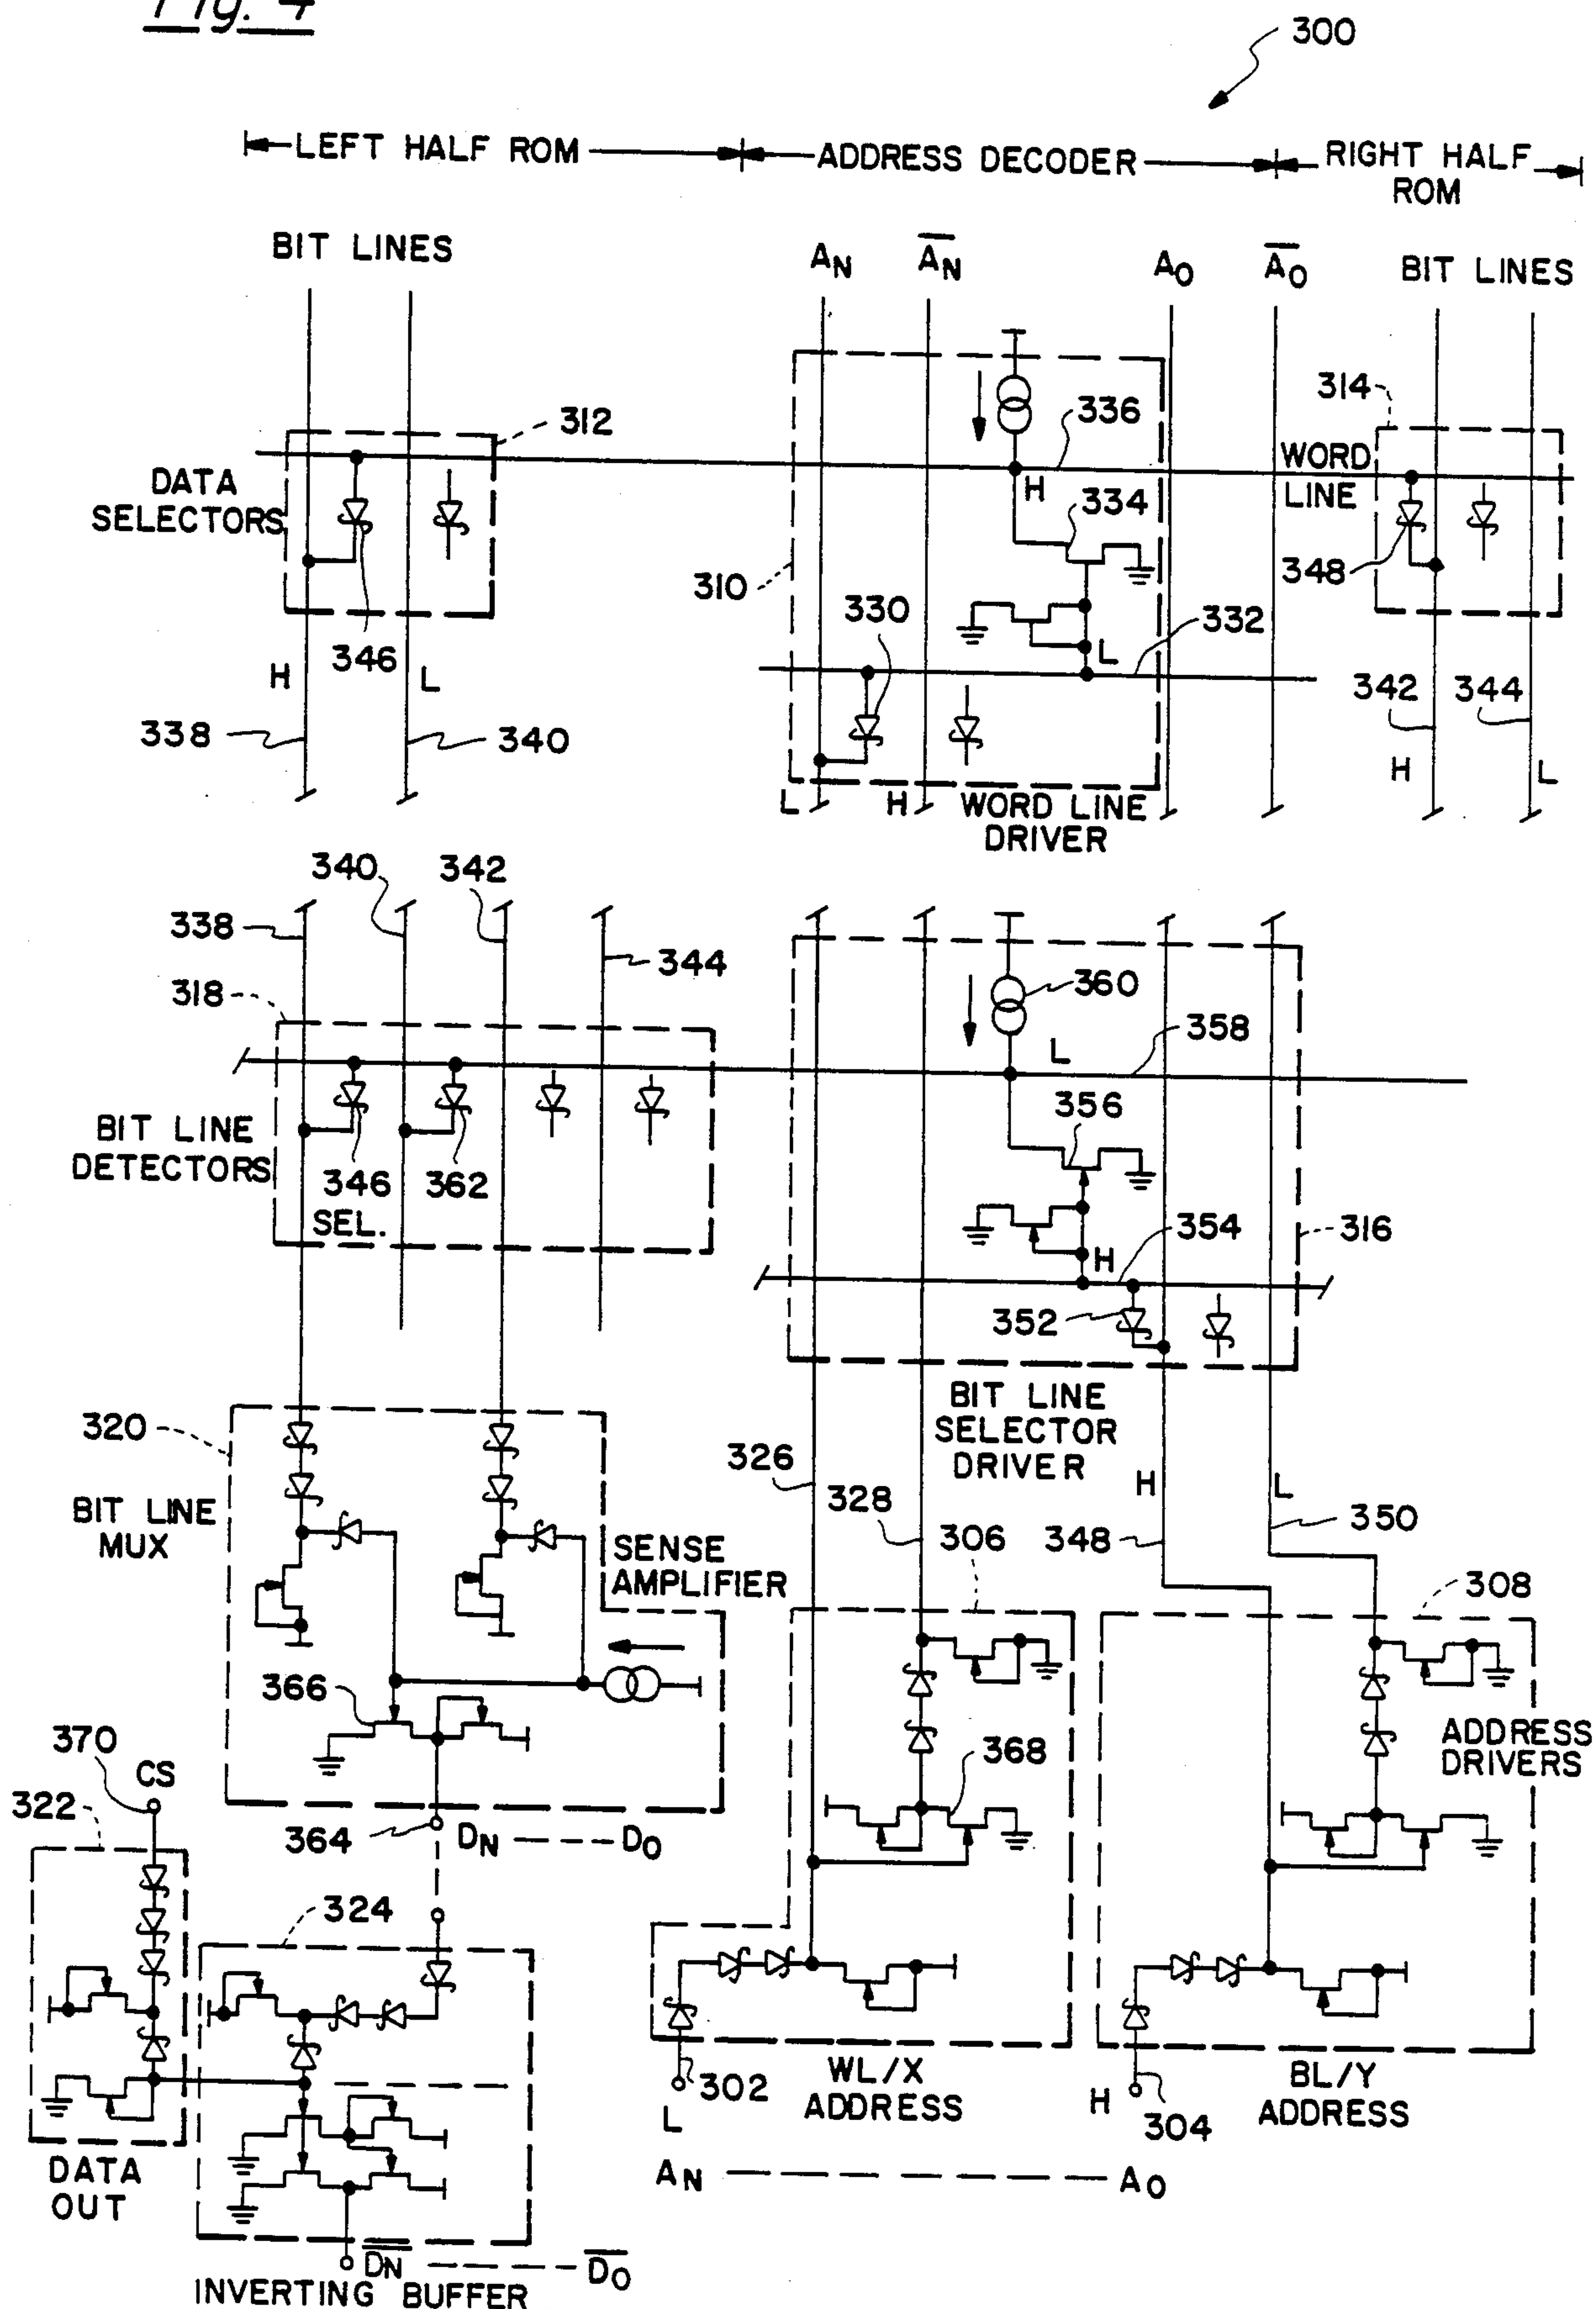 Fig. 4
300
LEFT HALF ROM
ADDRESS DECODER
RIGHT HALF
ROM
BIT LINES
AN
AN
A0
A0
BIT LINES
312
336
314
DATA
SELECTORS
H
WORD
LINE
334
348
310
330
332
346
H
L
L
342
344
338
340
H
L
L
H
WORD LINE
DRIVER
340
342
338
344
318
360
L
358
356
BIT LINE
DETECTORS
346
362
SEL.
354
316
H
352
BIT LINE
SELECTOR
DRIVER
320
326
H
L
BIT LINE
MUX
328
306
348
350
SENSE
AMPLIFIER
308
366
368
ADDRESS
DRIVERS
370
CS
322
364
DN
D0
324
302
L
WL/X
ADDRESS
H
304
BL/Y
ADDRESS
DATA
OUT
AN
A0
DN
D0
INVERTING BUFFER